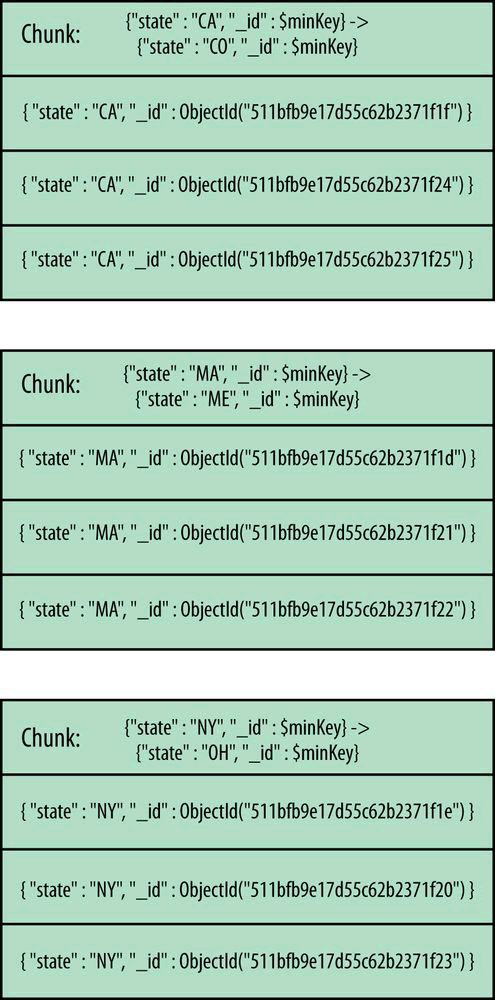 Chunk: {"state" : "CA", "_id" : $minKey} ->
{"state" : "CO", "_id" : $minKey}
{ "state" : "CA", "_id" : ObjectId("511bfb9e17d55c62b2371f1f") }
{ "state" : "CA", "_id" : ObjectId("511bfb9e17d55c62b2371f24") }
{ "state" : "CA", "_id" : ObjectId("511bfb9e17d55c62b2371f25") }
Chunk: {"state" : "MA", "_id" : $minKey} ->
{"state" : "ME", "_id" : $minKey}
{ "state" : "MA", "_id" : ObjectId("511bfb9e17d55c62b2371f1d") }
{ "state" : "MA", "_id" : ObjectId("511bfb9e17d55c62b2371f21") }
{ "state" : "MA", "_id" : ObjectId("511bfb9e17d55c62b2371f22") }
Chunk: {"state" : "NY", "_id" : $minKey} ->
{"state" : "OH", "_id" : $minKey}
{ "state" : "NY", "_id" : ObjectId("511bfb9e17d55c62b2371f1e") }
{ "state" : "NY", "_id" : ObjectId("511bfb9e17d55c62b2371f20") }
{ "state" : "NY", "_id" : ObjectId("511bfb9e17d55c62b2371f23") }